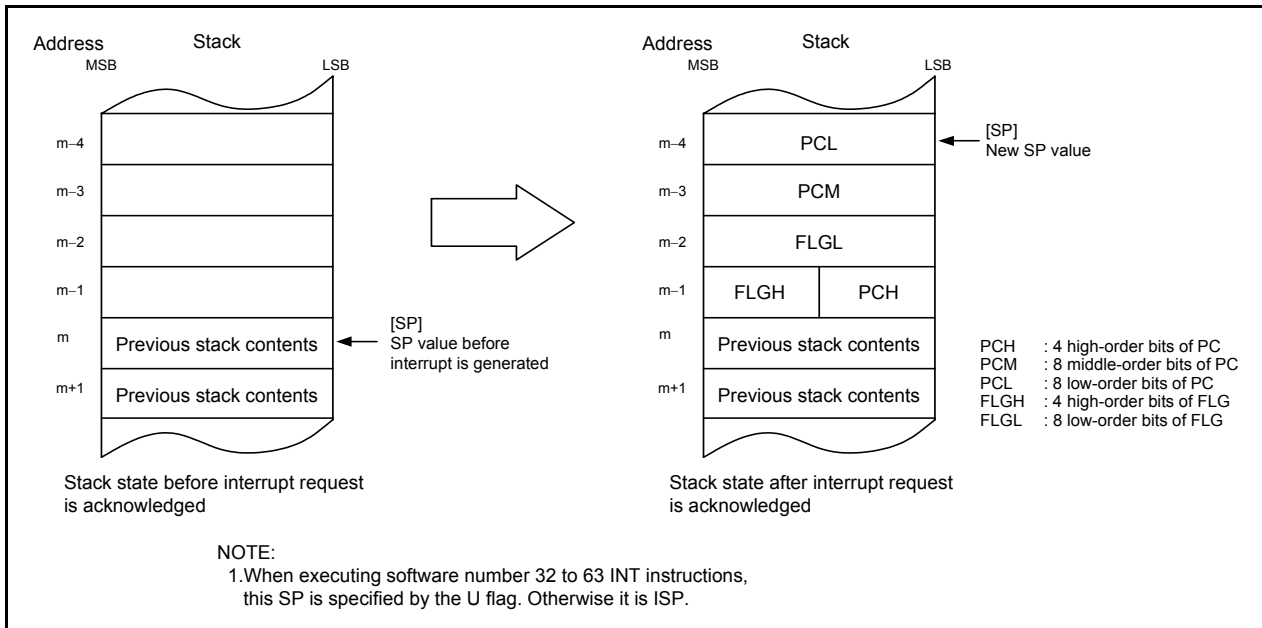 Address Stack
MSB LSB
m−4
m−3
m−2
m−1
m Previous stack contents
m+1 Previous stack contents
[SP]
SP value before
interrupt is generated
Stack state before interrupt request
is acknowledged
Address Stack
MSB LSB
m−4 PCL
m−3 PCM
m−2 FLGL
m−1 FLGH PCH
m Previous stack contents
m+1 Previous stack contents
[SP]
New SP value
PCH : 4 high-order bits of PC
PCM : 8 middle-order bits of PC
PCL : 8 low-order bits of PC
FLGH : 4 high-order bits of FLG
FLGL : 8 low-order bits of FLG
Stack state after interrupt request
is acknowledged
NOTE:
1.When executing software number 32 to 63 INT instructions,
this SP is specified by the U flag. Otherwise it is ISP.